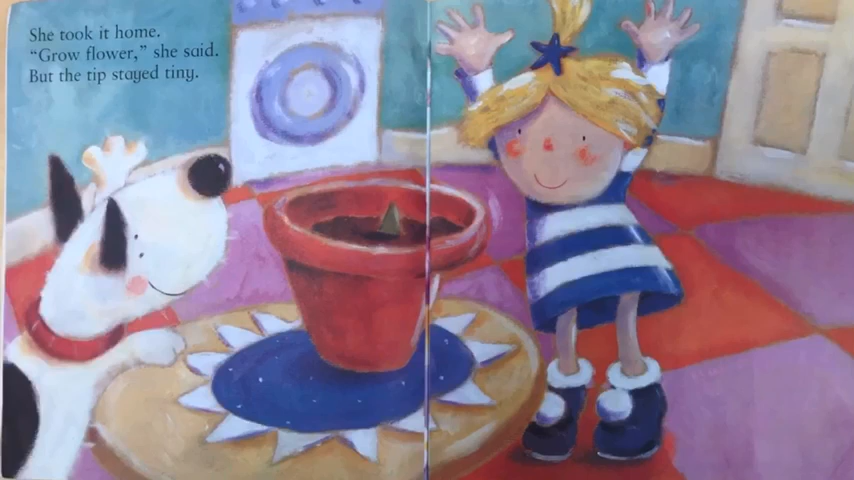 She took it home.
“Grow flower,” she said.
But the tip stayed tiny.